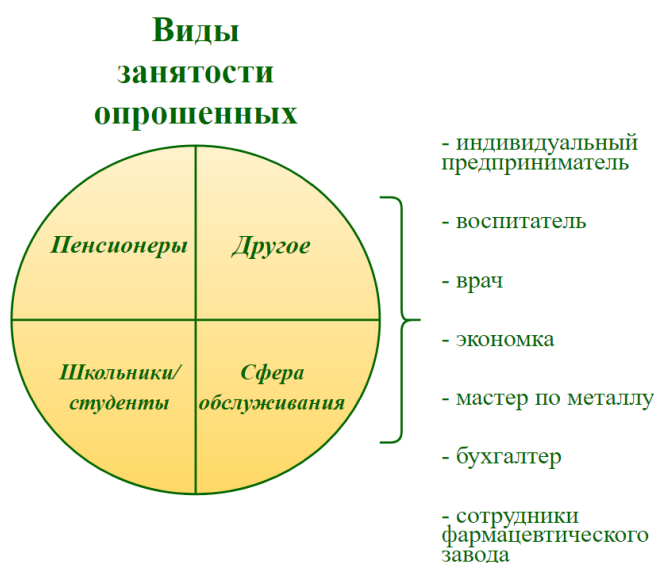 Виды
занятости
опрошенных
Пенсионеры
Другое
Школьники/
студенты
Сфера
обслуживания
- индивидуальный
предприниматель
- воспитатель
- врач
- экономка
- мастер по металлу
- бухгалтер
- сотрудники
фармацевтического
завода